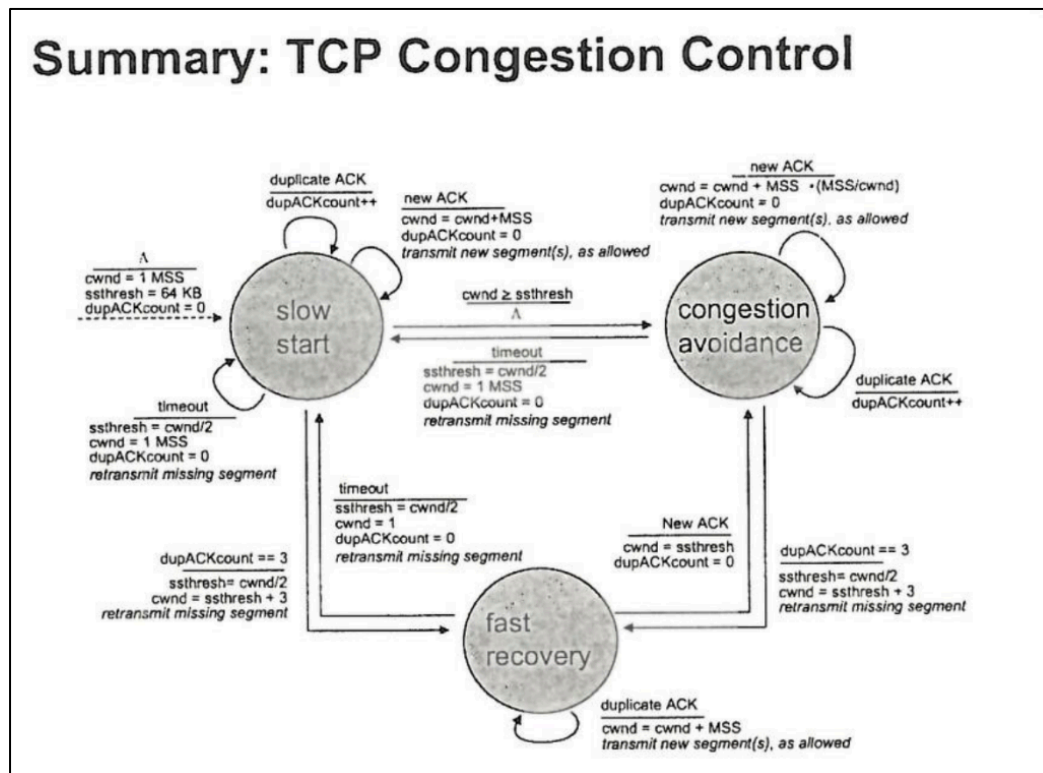 Summary: TCP Congestion Control
duplicate ACK
dupACKcount++
new ACK
cwnd = cwnd+MSS
dupACKcount = 0
transmit new segment(s), as allowed
new ACK
cwnd = cwnd + MSS •(MSS/cwnd)
dupACKcount = 0
transmit new segment(s), as allowed
Λ
cwnd = 1 MSS
ssthresh = 64 KB
dupACKcount = 0
slow
start
cwnd ≥ ssthresh
Λ
congestion
avoidance
timeout
ssthresh = cwnd/2
cwnd = 1 MSS
dupACKcount = 0
retransmit missing segment
duplicate ACK
dupACKcount++
timeout
ssthresh = cwnd/2
cwnd = 1 MSS
dupACKcount = 0
retransmit missing segment
timeout
ssthresh = cwnd/2
cwnd = 1
dupACKcount = 0
retransmit missing segment
New ACK
cwnd = ssthresh
dupACKcount = 0
dupACKcount == 3
ssthresh= cwnd/2
cwnd = ssthresh + 3
retransmit missing segment
dupACKcount == 3
ssthresh= cwnd/2
cwnd = ssthresh + 3
retransmit missing segment
fast
recovery
duplicate ACK
cwnd = cwnd + MSS
transmit new segment(s), as allowed